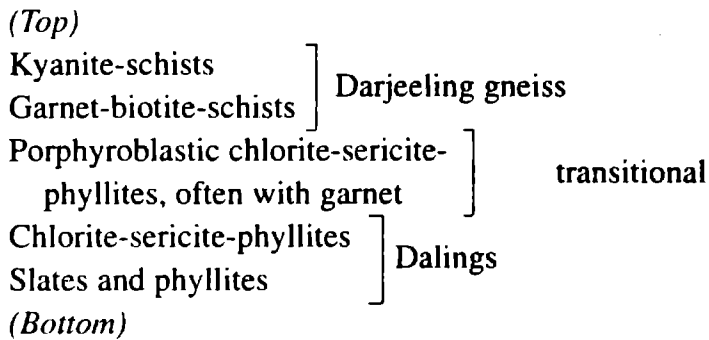 (Top)
Kyanite-schists
Garnet-biotite-schists
Darjeeling gneiss
Porphyroblastic chlorite-sericite-
phyllites, often with garnet
transitional
Chlorite-sericite-phyllites
Slates and phyllites
Dalings
(Bottom)